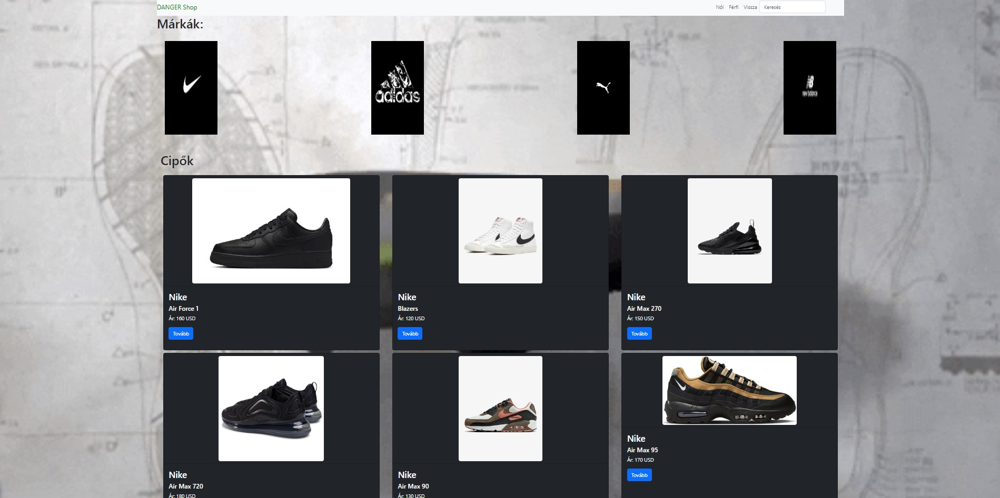 DANGER Shop
Női Férfi Vissza Keresés
Márkák:
adidas
new balance
Cipők
Nike
Air Force 1
Ár: 160 USD
Tovább
Nike
Blazers
Ár: 120 USD
Tovább
Nike
Air Max 270
Ár: 150 USD
Tovább
Nike
Air Max 720
Ár: 180 USD
Nike
Air Max 90
Ár: 130 USD
Nike
Air Max 95
Ár: 170 USD
Tovább